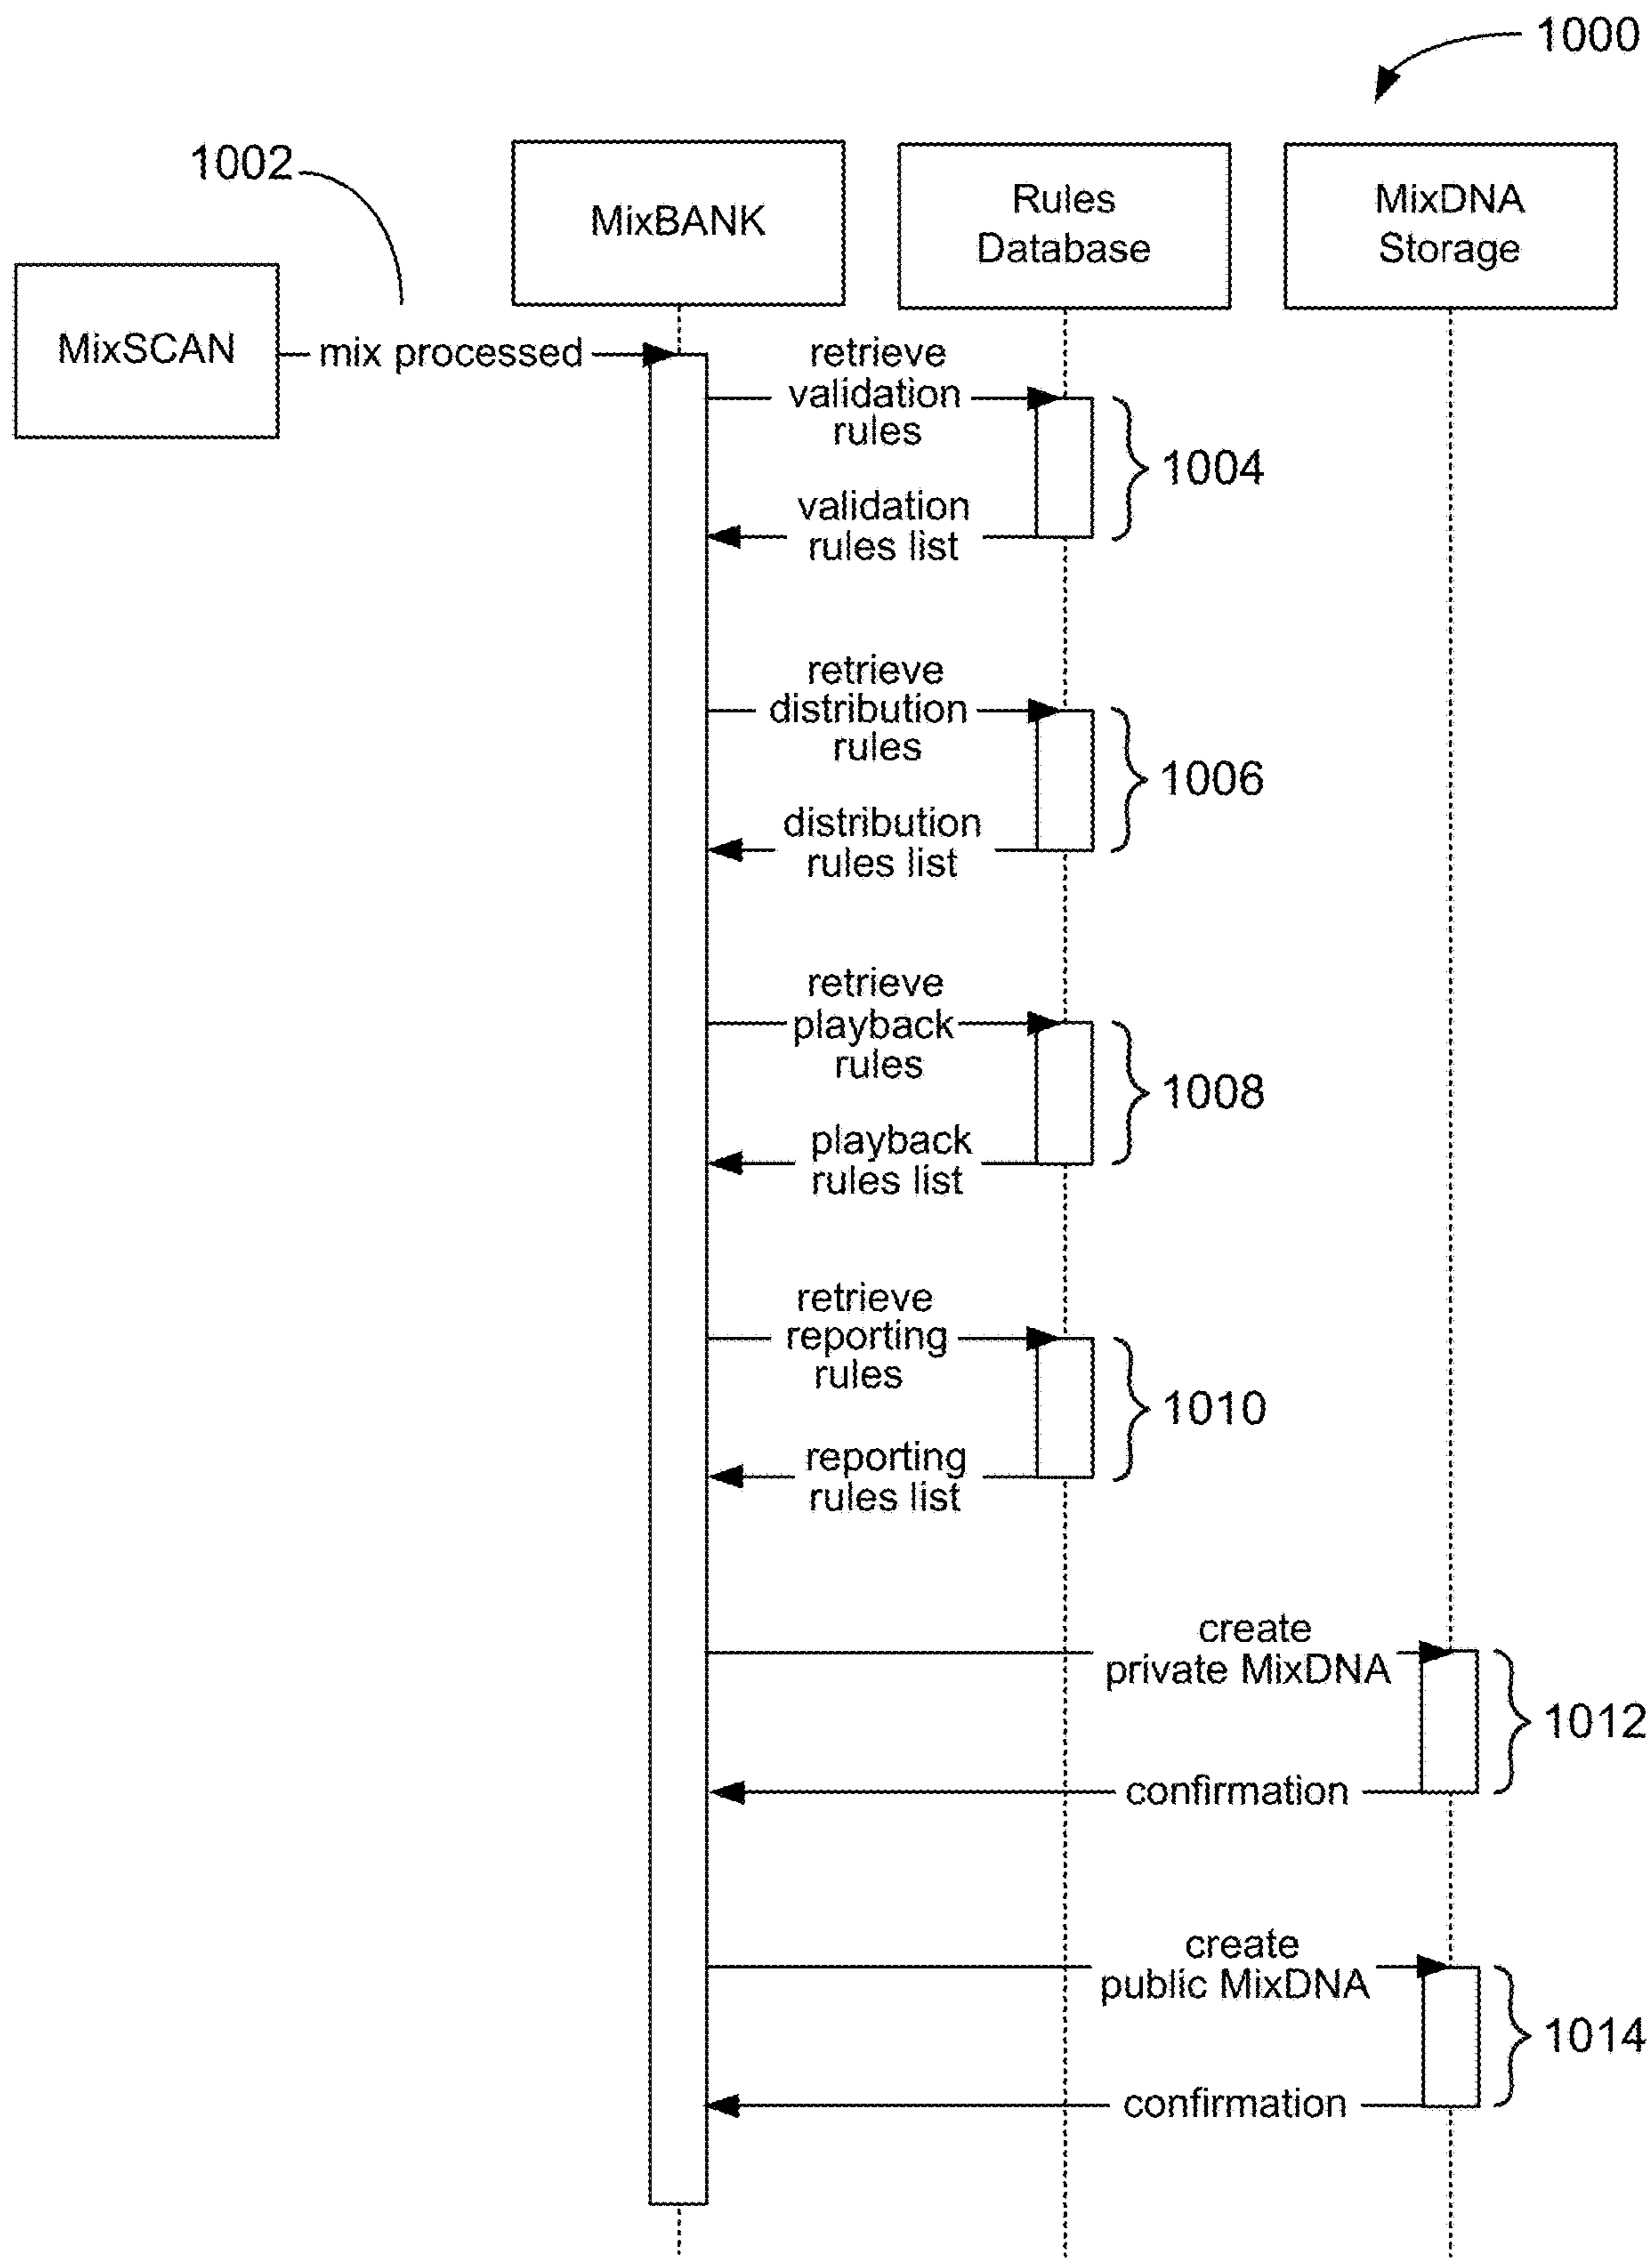 1000
1002
MixBANK
Rules
Database
MixDNA
Storage
MixSCAN
mix processed
retrieve
validation
rules
1004
validation
rules list
retrieve
distribution
rules
1006
distribution
rules list
retrieve
playback
rules
1008
playback
rules list
retrieve
reporting
rules
1010
reporting
rules list
create
private MixDNA
1012
confirmation
create
public MixDNA
1014
confirmation